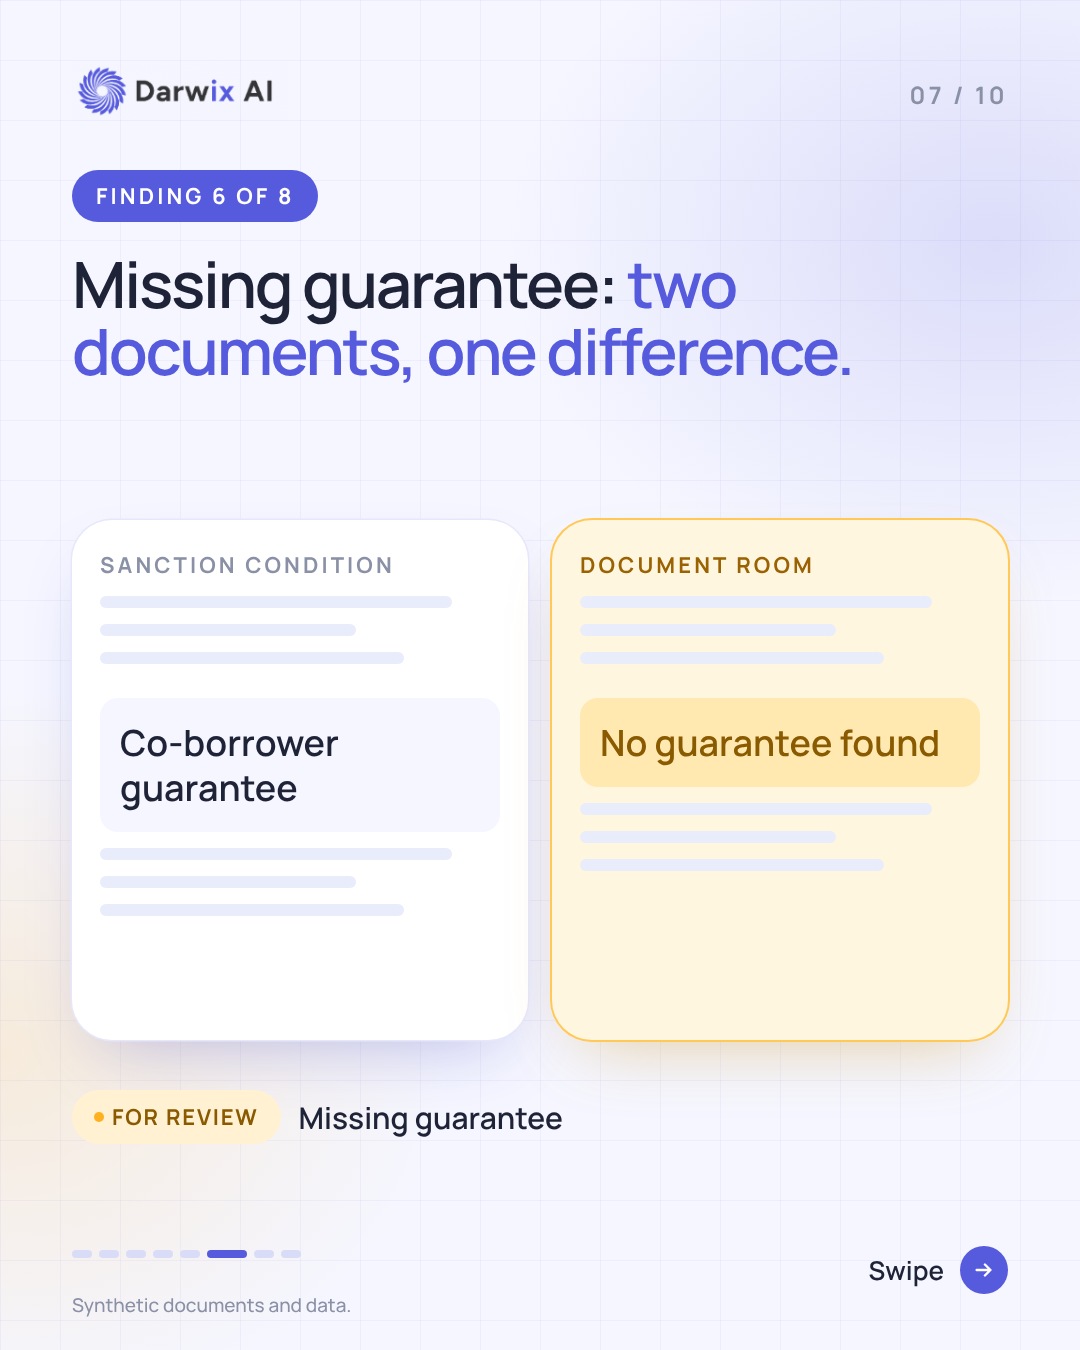 Darwix AI
07 / 10
FINDING 6 OF 8
Missing guarantee: two
documents, one difference.
SANCTION CONDITION
Co-borrower
guarantee
DOCUMENT ROOM
No guarantee found
FOR REVIEW
Missing guarantee
Swipe
Synthetic documents and data.